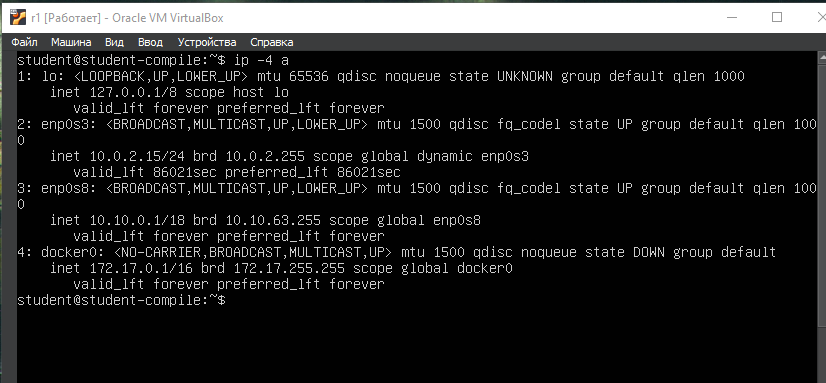 r1 [Работает] - Oracle VM VirtualBox
Файл Машина Вид Ввод Устройства Справка
student@student-compile:~$ ip -4 a
1: lo: <LOOPBACK,UP,LOWER_UP> mtu 65536 qdisc noqueue state UNKNOWN group default qlen 1000
    inet 127.0.0.1/8 scope host lo
       valid_lft forever preferred_lft forever
2: enp0s3: <BROADCAST,MULTICAST,UP,LOWER_UP> mtu 1500 qdisc fq_codel state UP group default qlen 100
0
    inet 10.0.2.15/24 brd 10.0.2.255 scope global dynamic enp0s3
       valid_lft 86021sec preferred_lft 86021sec
3: enp0s8: <BROADCAST,MULTICAST,UP,LOWER_UP> mtu 1500 qdisc fq_codel state UP group default qlen 100
0
    inet 10.10.0.1/18 brd 10.10.63.255 scope global enp0s8
       valid_lft forever preferred_lft forever
4: docker0: <NO-CARRIER,BROADCAST,MULTICAST,UP> mtu 1500 qdisc noqueue state DOWN group default
    inet 172.17.0.1/16 brd 172.17.255.255 scope global docker0
       valid_lft forever preferred_lft forever
student@student-compile:~$